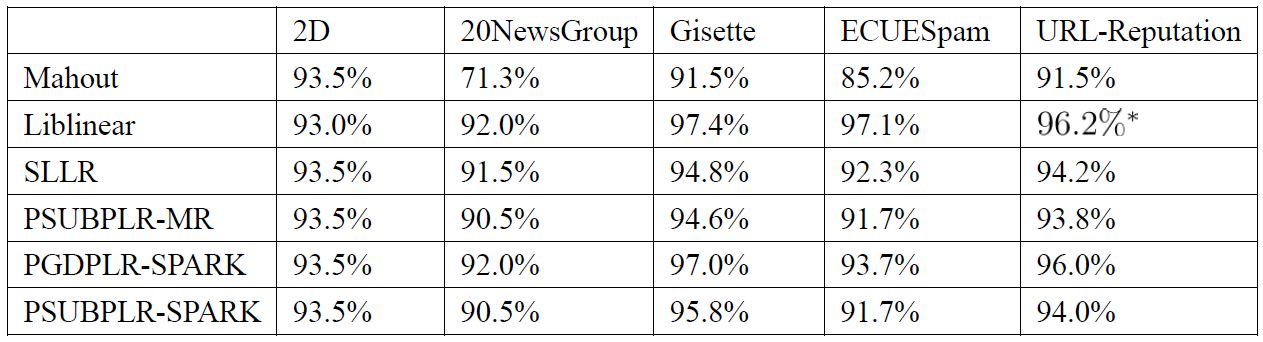 2D 20NewsGroup Gisette ECUESpam URL-Reputation
Mahout 93.5% 71.3% 91.5% 85.2% 91.5%
Liblinear 93.0% 92.0% 97.4% 97.1% 96.2%*
SLLR 93.5% 91.5% 94.8% 92.3% 94.2%
PSUBPLR-MR 93.5% 90.5% 94.6% 91.7% 93.8%
PGDPLR-SPARK 93.5% 92.0% 97.0% 93.7% 96.0%
PSUBPLR-SPARK 93.5% 90.5% 95.8% 91.7% 94.0%